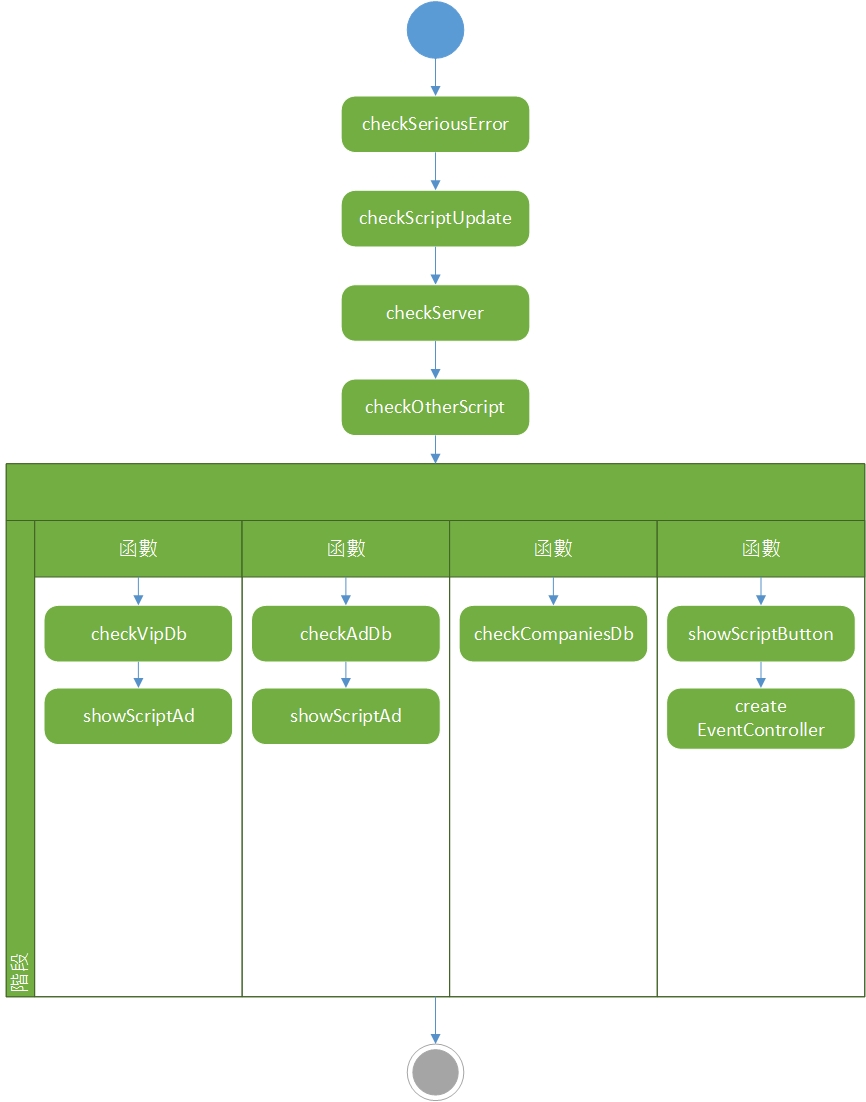 checkSeriousError
checkScriptUpdate
checkServer
checkOtherScript
函數
函數
函數
函數
checkVipDb
checkAdDb
checkCompaniesDb
showScriptButton
showScriptAd
showScriptAd
create
EventController
階段